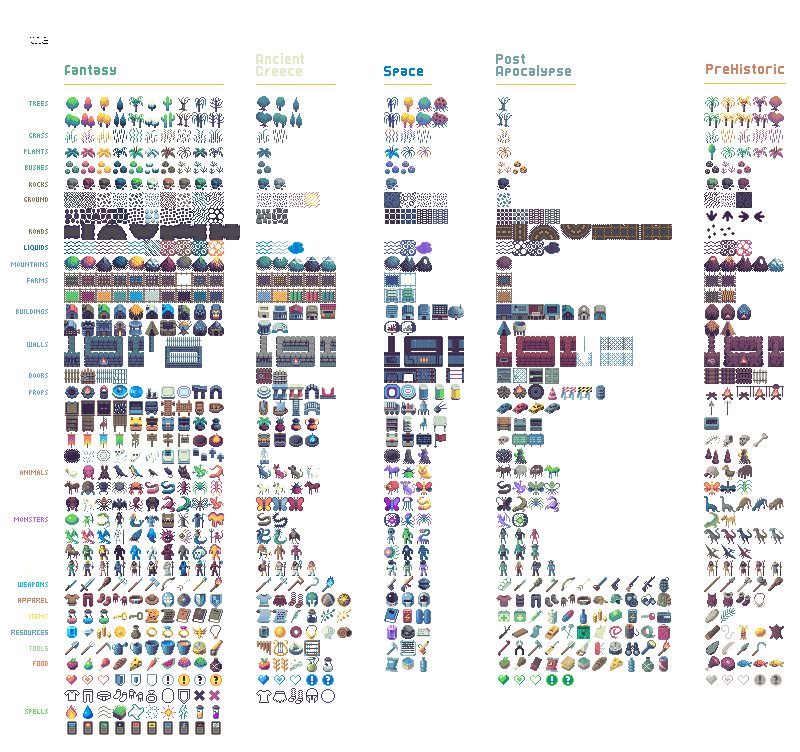 the
Fantasy
Ancient
Greece
Space
Post
Apocalypse
PreHistoric
TREES
GRASS
PLANTS
BUSHES
ROCKS
GROUND
ROADS
LIQUIDS
MOUNTAINS
FARMS
BUILDINGS
WALLS
DOORS
PROPS
ANIMALS
MONSTERS
WEAPONS
APPAREL
ITEMS
RESOURCES
TOOLS
FOOD
SPELLS